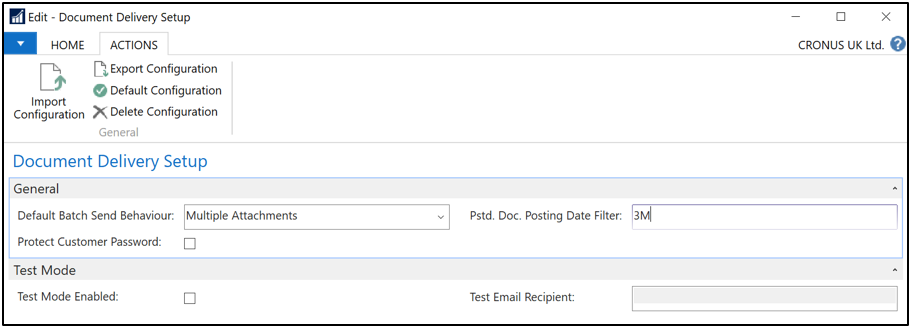 Edit - Document Delivery Setup
HOME
ACTIONS
CRONUS UK Ltd.
?
Import
Configuration
Export Configuration
Default Configuration
Delete Configuration
General
Document Delivery Setup
General
Default Batch Send Behaviour: Multiple Attachments
Pstd. Doc. Posting Date Filter: 3M
Protect Customer Password:
Test Mode
Test Mode Enabled:
Test Email Recipient: